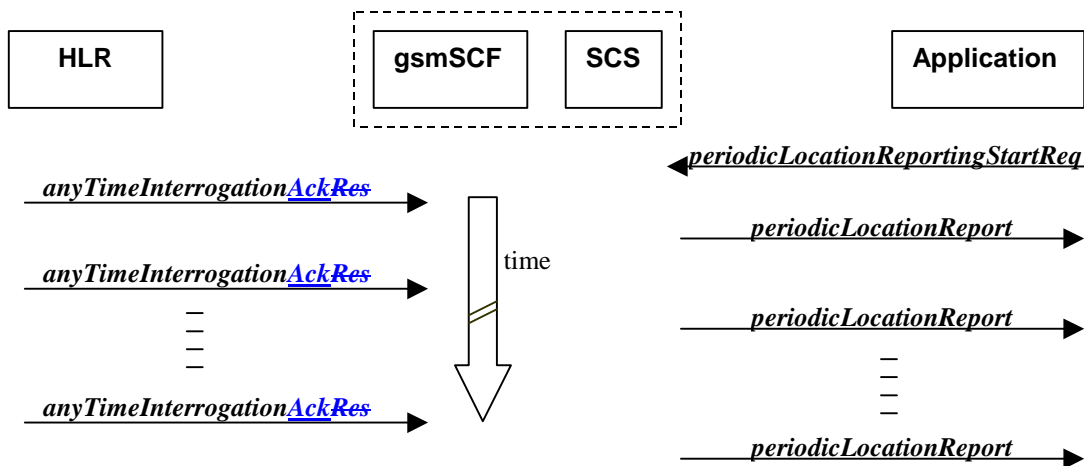 HLR
gsmSCF
SCS
Application
periodicLocationReportingStartReq
anyTimeInterrogationAckRes
periodicLocationReport
time
anyTimeInterrogationAckRes
periodicLocationReport
anyTimeInterrogationAckRes
periodicLocationReport